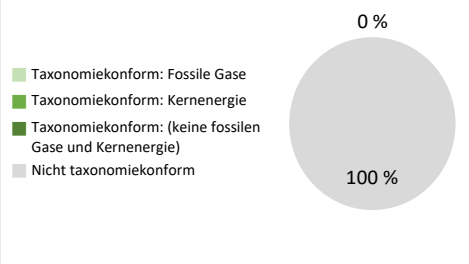 0 %
Taxonomiekonform: Fossile Gase
Taxonomiekonform: Kernenergie
Taxonomiekonform: (keine fossilen
Gase und Kernenergie)
Nicht taxonomiekonform
100 %